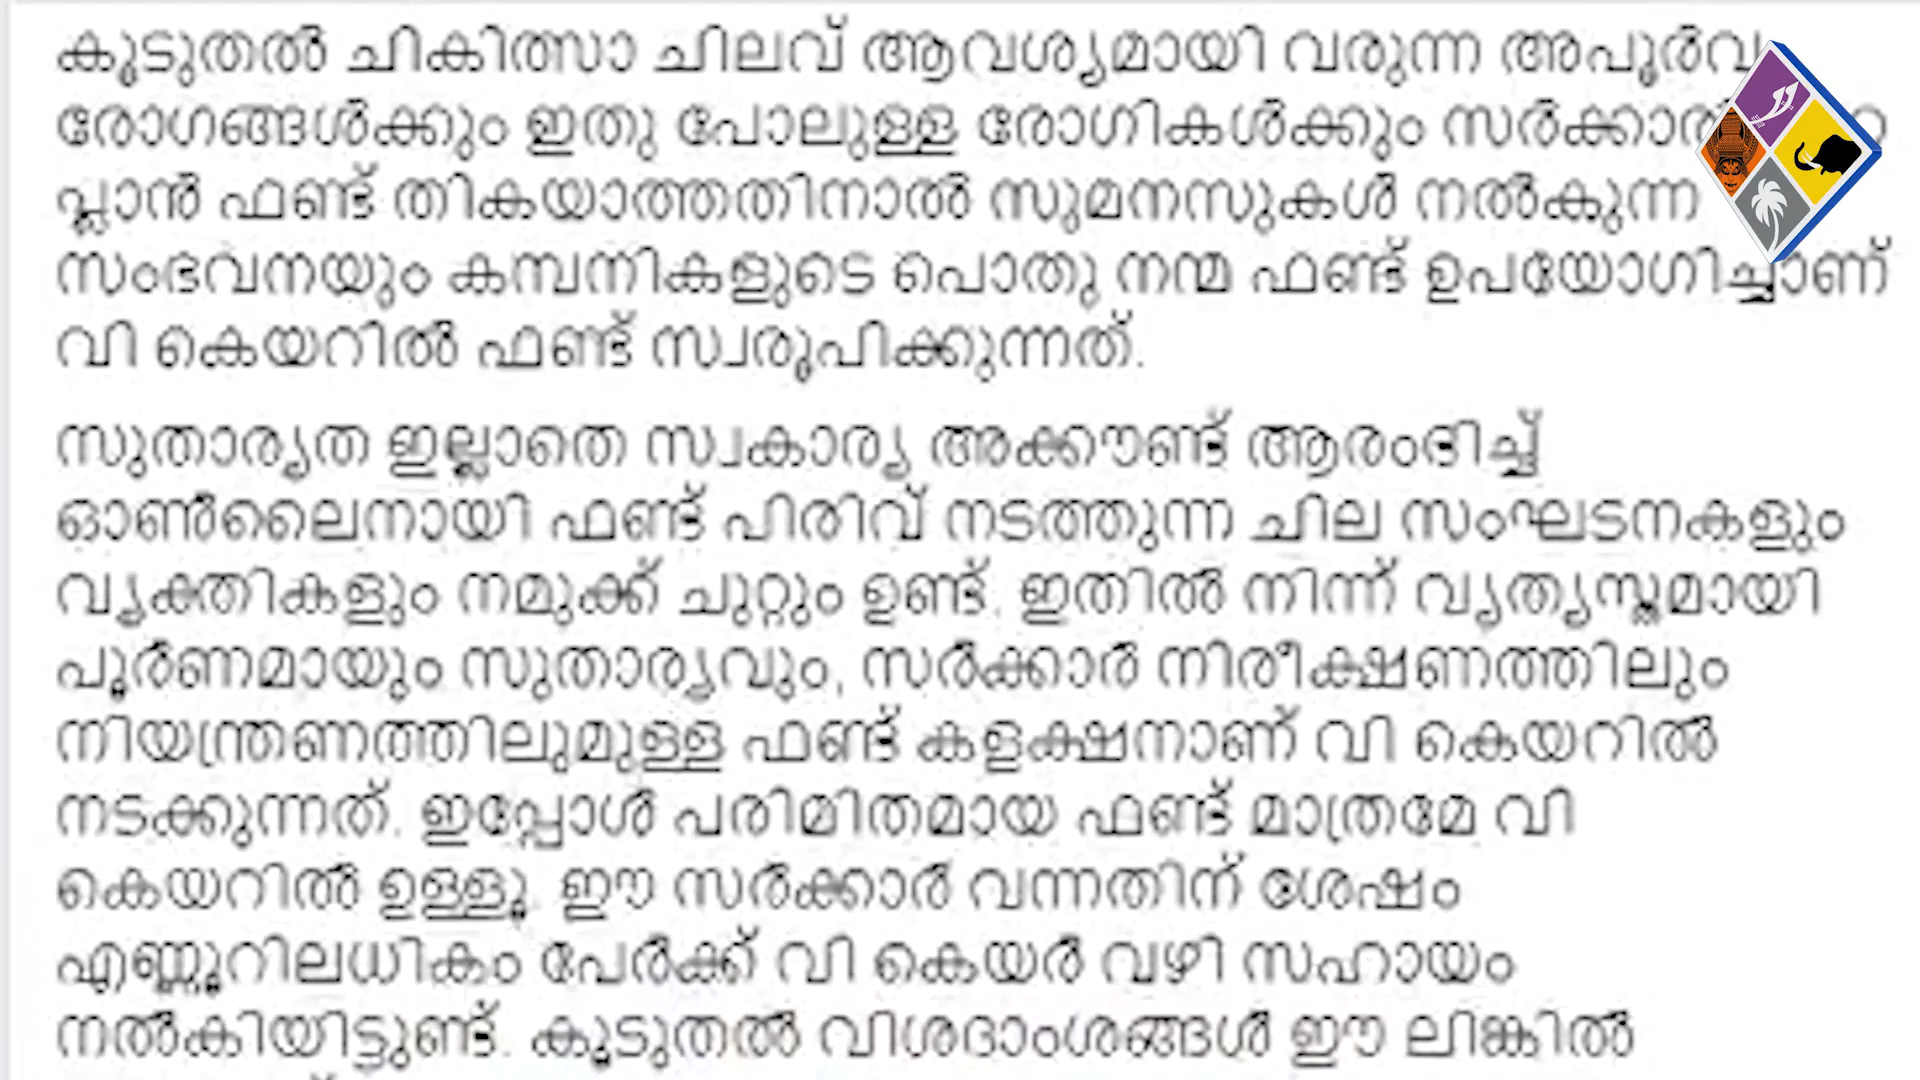 കൂടുതൽ ചികിത്സാ ചിലവ് ആവശ്യമായി വരുന്ന അപൂർവ
രോഗങ്ങൾക്കും ഇതു പോലുള്ള രോഗികൾക്കും
പ്ലാൻ ഫണ്ട് തികയാത്തതിനാൽ സുമനസുകൾ നൽകുന്ന
സംഭവനയും കമ്പനികളുടെ പൊതു നന്മ ഫണ്ട് ഉപയോഗിച്ചാണ്
വി കെയറിൽ ഫണ്ട് സ്വരൂപിക്കുന്നത്.
സുതാര്യത ഇല്ലാതെ സ്വകാര്യ അക്കൗണ്ട് ആരംഭിച്ച്
ഓൺലൈനായി ഫണ്ട് പിരിവ് നടത്തുന്ന ചില സംഘടനകളും
വ്യക്തികളും നമുക്ക് ചുറ്റും ഉണ്ട്. ഇതിൽ നിന്ന് വ്യത്യസ്തമായി
പൂർണമായും സുതാര്യവും, സർക്കാർ നിരീക്ഷണത്തിലും
നിയന്ത്രണത്തിലുമുള്ള ഫണ്ട് കളക്ഷനാണ് വി കെയറിൽ
നടക്കുന്നത്. ഇപ്പോൾ പരിമിതമായ ഫണ്ട് മാത്രമേ വി
കെയറിൽ ഉള്ളൂ. ഈ സർക്കാർ വന്നതിന് ശേഷം
എണ്ണൂറിലധികം പേർക്ക് വി കെയർ വഴി സഹായം
നൽകിയിട്ടുണ്ട്. കൂടുതൽ വിശദാംശങ്ങൾ ഈ ലിങ്കിൽ